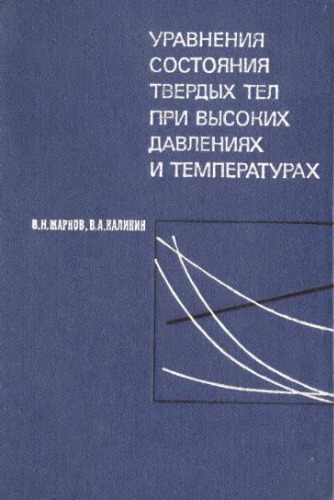 УРАВНЕНИЯ
СОСТОЯНИЯ
ТВЕРДЫХ ТЕЛ
ПРИ ВЫСОКИХ
ДАВЛЕНИЯХ
И ТЕМПЕРАТУРАХ
В.Н.ЖАРКОВ, В.А.КАЛИНИН